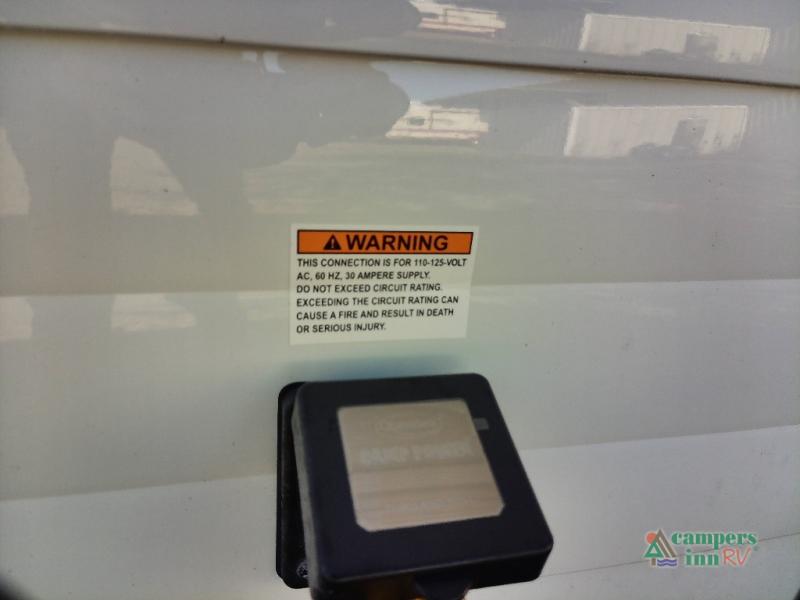 WARNING
THIS CONNECTION IS FOR 110-125-VOLT
AC, 60 HZ, 30 AMPERE SUPPLY.
DO NOT EXCEED CIRCUIT RATING.
EXCEEDING THE CIRCUIT RATING CAN
CAUSE A FIRE AND RESULT IN DEATH
OR SERIOUS INJURY.
campers
inn RV